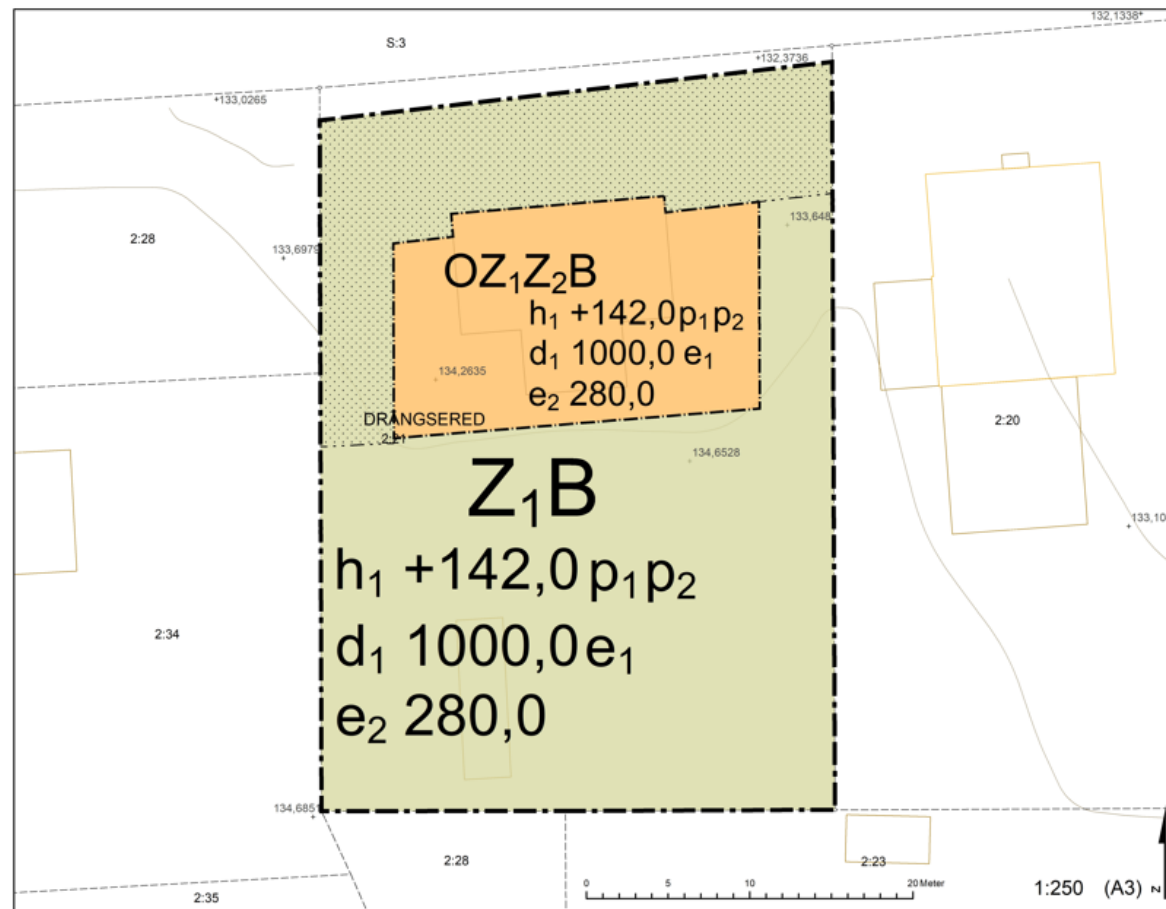 132,1338
S:3
132,3736
133,0265
133,648
2:28
133,6979
OZ₁Z₂B
h₁ +142,0 p₁p₂
d₁ 1000,0 e₁
134,2635
e₂ 280,0
DRANGSERED
2:20
134,6528
Z₁B
133,10
h₁ +142,0 p₁p₂
2:34
d₁ 1000,0 e₁
e₂ 280,0
134,6851
2:28
2:23
2:35
0 5 10 20 Meter
1:250 (A3) N